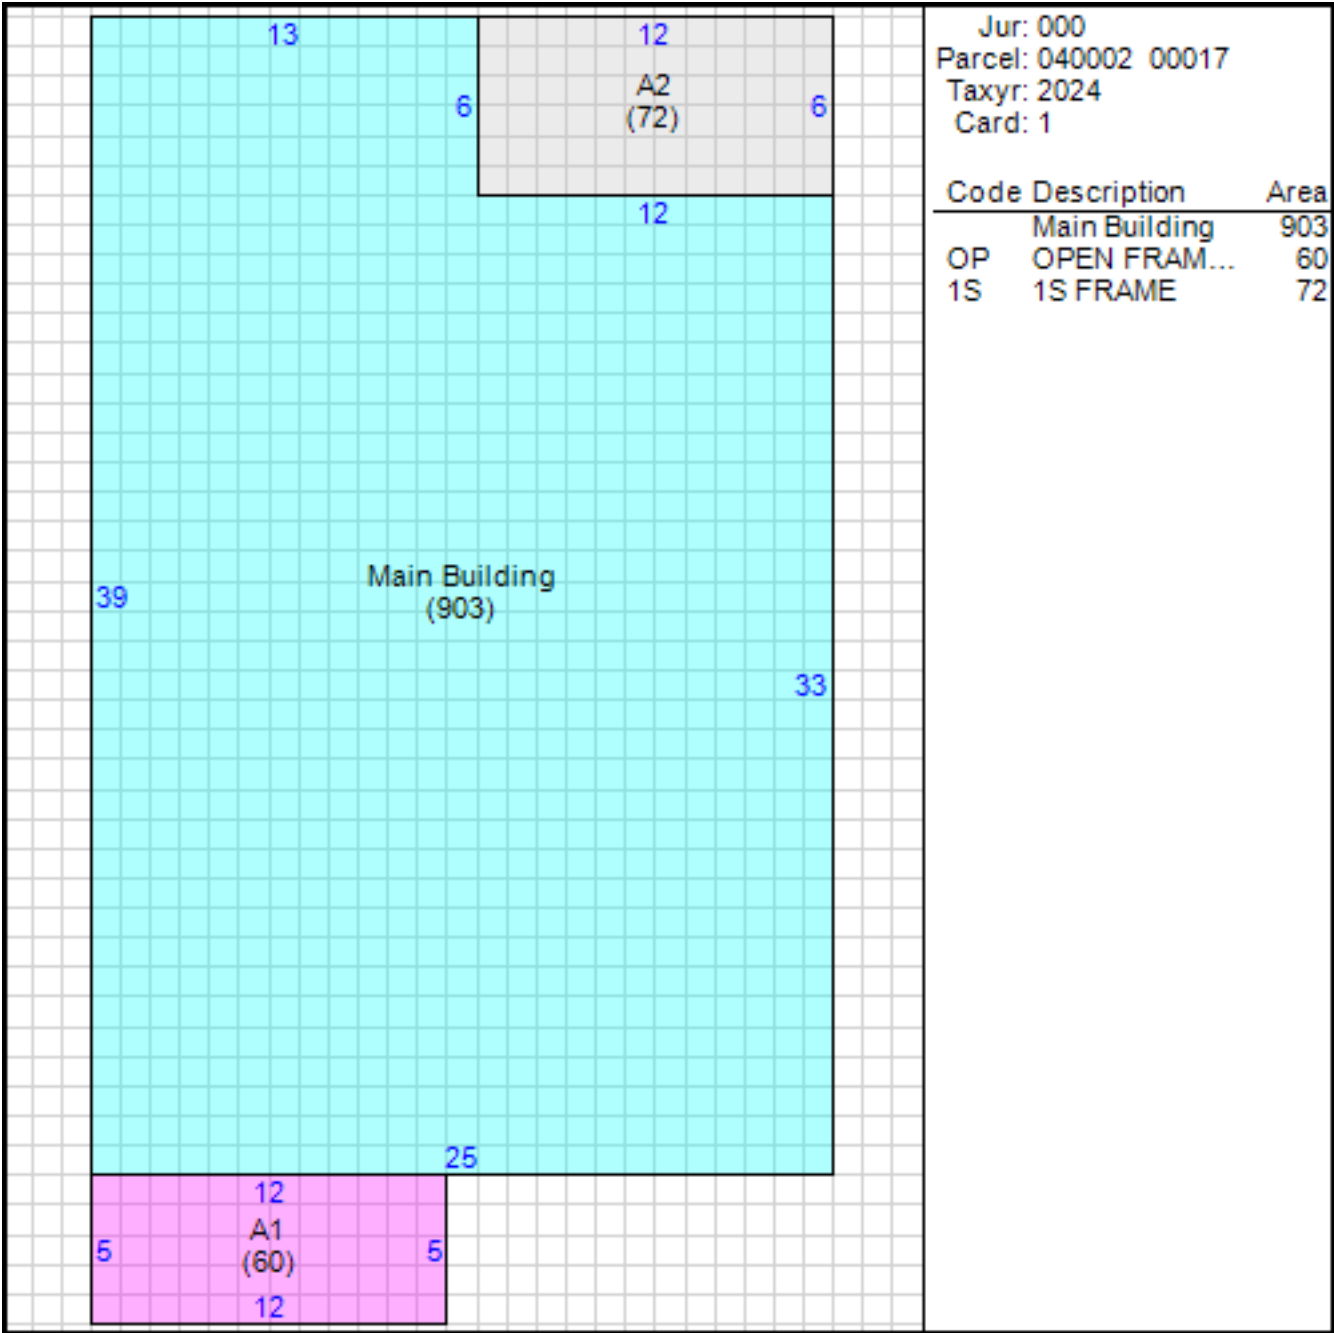 13
12
A2
(72)
6
6
12
Main Building
(903)
39
33
25
12
A1
(60)
5
5
12
Jur: 000
Parcel: 040002 00017
Taxyr: 2024
Card: 1
Code Description Area
Main Building 903
OP OPEN FRAM... 60
1S 1S FRAME 72